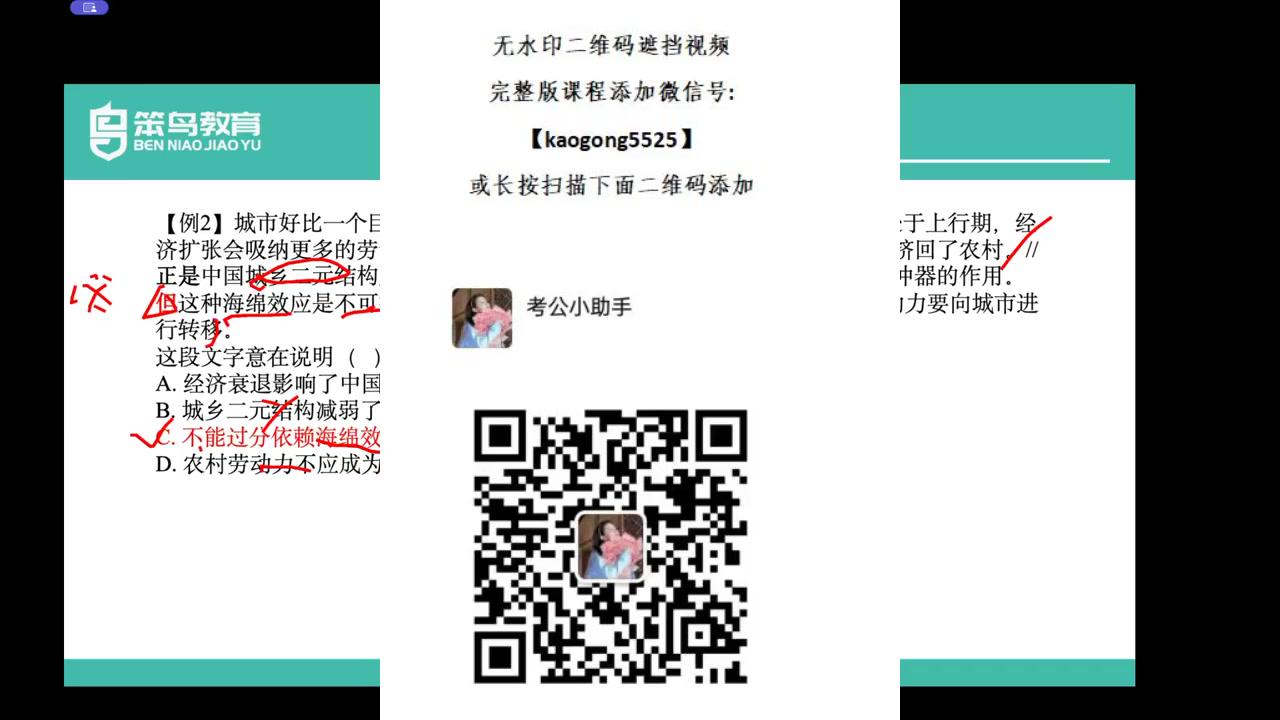 笨鸟教育
BEN NIAO JIAO YU
无水印二维码遮挡视频
完整版课程添加微信号:
【kaogong5525】
或长按扫描下面二维码添加
考公小助手
【例2】城市好比一个
于上行期，经
济扩张会吸纳更多的劳
挤回了农村。//
正是中国城乡二元结构
冲器的作用。
但这种海绵效应是不可
力要向城市进
行转移。
这段文字意在说明（ ）
A. 经济衰退影响了中国
B. 城乡二元结构减弱了
C. 不能过分依赖海绵效
D. 农村劳动力不应成为